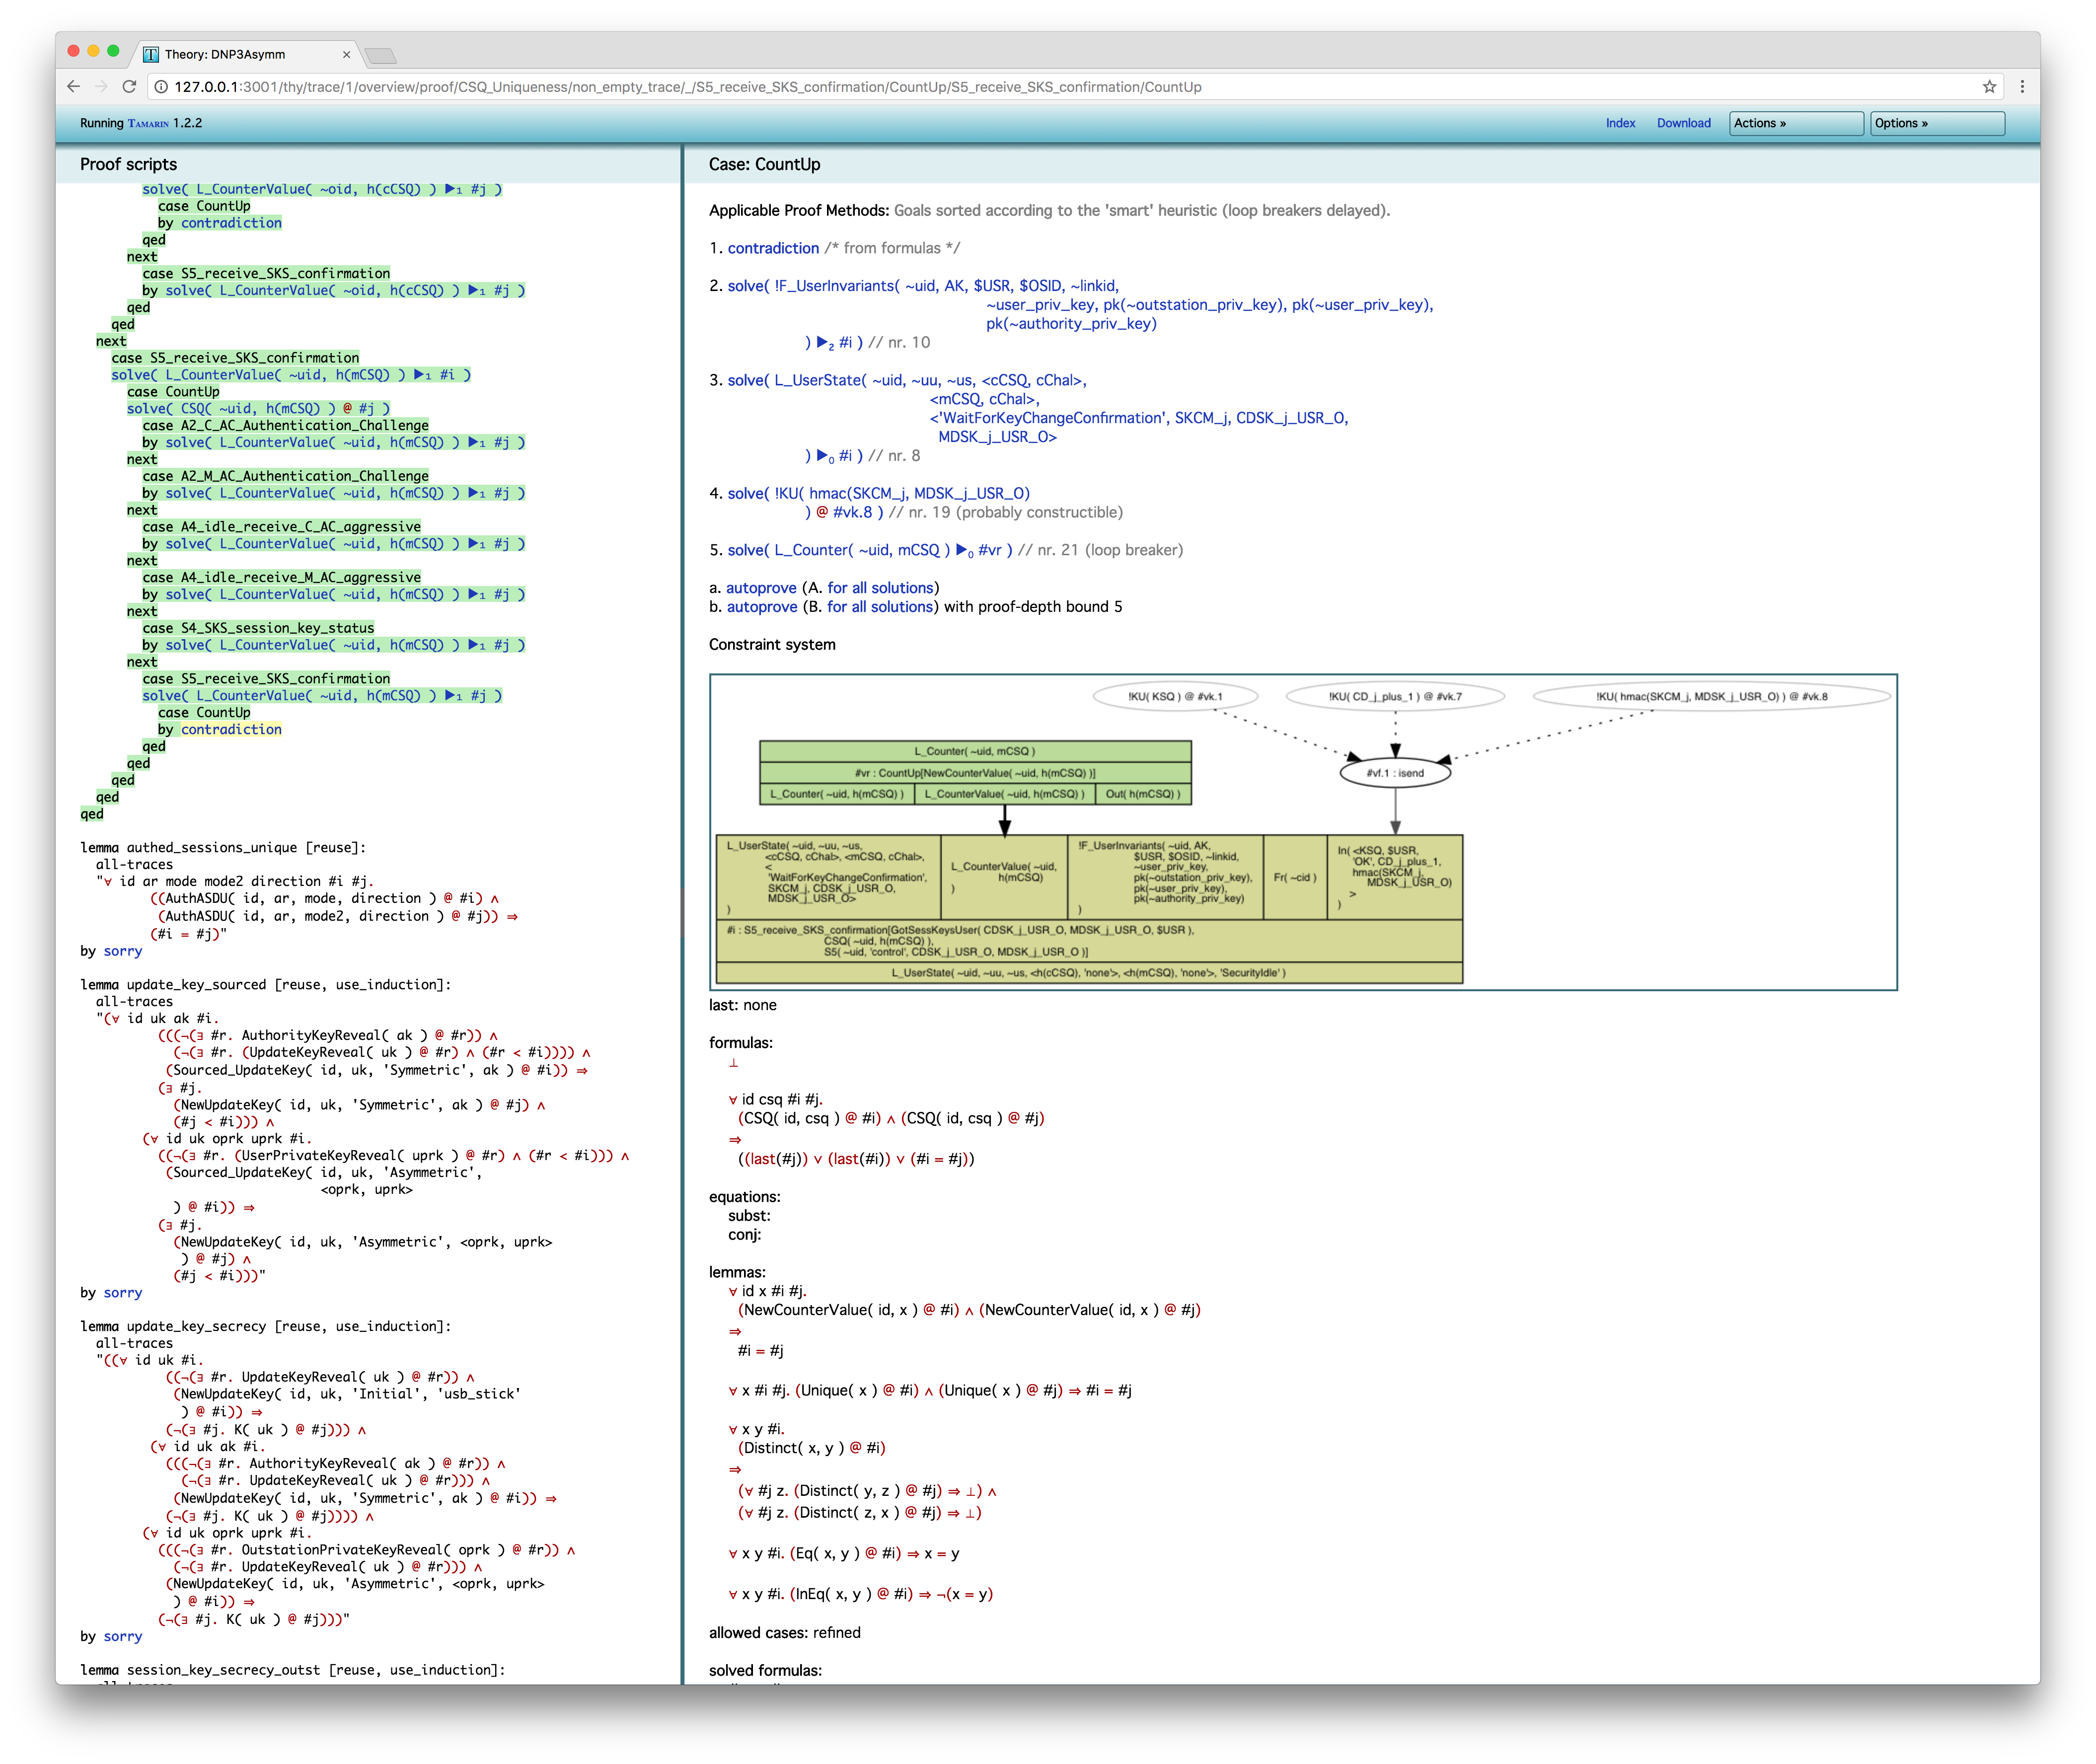 Theory: DNP3Asymm
127.0.0.1:3001/thy/trace/1/overview/proof/CSQ_Uniqueness/non_empty_trace/_/S5_receive_SKS_confirmation/CountUp/S5_receive_SKS_confirmation/CountUp
Running TAMARIN 1.2.2
Index Download Actions » Options »
Proof scripts
solve( L_CounterValue( ~oid, h(cCSQ) ) ▶₁ #j )
case CountUp
by contradiction
qed
next
case S5_receive_SKS_confirmation
by solve( L_CounterValue( ~oid, h(cCSQ) ) ▶₁ #j )
qed
qed
next
case S5_receive_SKS_confirmation
solve( L_CounterValue( ~uid, h(mCSQ) ) ▶₁ #i )
case CountUp
solve( CSQ( ~uid, h(mCSQ) ) @ #j )
case A2_C_AC_Authentication_Challenge
by solve( L_CounterValue( ~uid, h(mCSQ) ) ▶₁ #j )
next
case A2_M_AC_Authentication_Challenge
by solve( L_CounterValue( ~uid, h(mCSQ) ) ▶₁ #j )
next
case A4_idle_receive_C_AC_aggressive
by solve( L_CounterValue( ~uid, h(mCSQ) ) ▶₁ #j )
next
case A4_idle_receive_M_AC_aggressive
by solve( L_CounterValue( ~uid, h(mCSQ) ) ▶₁ #j )
next
case S4_SKS_session_key_status
by solve( L_CounterValue( ~uid, h(mCSQ) ) ▶₁ #j )
next
case S5_receive_SKS_confirmation
solve( L_CounterValue( ~uid, h(mCSQ) ) ▶₁ #j )
case CountUp
by contradiction
qed
qed
qed
qed
qed
lemma authed_sessions_unique [reuse]:
all-traces
"∀ id ar mode mode2 direction #i #j.
((AuthASDU( id, ar, mode, direction ) @ #i) ∧
(AuthASDU( id, ar, mode2, direction ) @ #j)) ⇒
(#i = #j)"
by sorry
lemma update_key_sourced [reuse, use_induction]:
all-traces
"(∀ id uk ak #i.
(((¬(∃ #r. AuthorityKeyReveal( ak ) @ #r)) ∧
(¬(∃ #r. (UpdateKeyReveal( uk ) @ #r) ∧ (#r < #i)))) ∧
(Sourced_UpdateKey( id, uk, 'Symmetric', ak ) @ #i)) ⇒
(∃ #j.
(NewUpdateKey( id, uk, 'Symmetric', ak ) @ #j) ∧
(#j < #i))) ∧
(∀ id uk oprk uprk #i.
((¬(∃ #r. (UserPrivateKeyReveal( uprk ) @ #r) ∧ (#r < #i))) ∧
(Sourced_UpdateKey( id, uk, 'Asymmetric',
<oprk, uprk>
) @ #i)) ⇒
(∃ #j.
(NewUpdateKey( id, uk, 'Asymmetric', <oprk, uprk>
) @ #j) ∧
(#j < #i)))"
by sorry
lemma update_key_secrecy [reuse, use_induction]:
all-traces
"((∀ id uk #i.
((¬(∃ #r. UpdateKeyReveal( uk ) @ #r)) ∧
(NewUpdateKey( id, uk, 'Initial', 'usb_stick'
) @ #i)) ⇒
(¬(∃ #j. K( uk ) @ #j))) ∧
(∀ id uk ak #i.
(((¬(∃ #r. AuthorityKeyReveal( ak ) @ #r)) ∧
(¬(∃ #r. UpdateKeyReveal( uk ) @ #r))) ∧
(NewUpdateKey( id, uk, 'Symmetric', ak ) @ #i)) ⇒
(¬(∃ #j. K( uk ) @ #j)))) ∧
(∀ id uk oprk uprk #i.
(((¬(∃ #r. OutstationPrivateKeyReveal( oprk ) @ #r)) ∧
(¬(∃ #r. UpdateKeyReveal( uk ) @ #r))) ∧
(NewUpdateKey( id, uk, 'Asymmetric', <oprk, uprk>
) @ #i)) ⇒
(¬(∃ #j. K( uk ) @ #j)))"
by sorry
lemma session_key_secrecy_outst [reuse, use_induction]:
Case: CountUp
Applicable Proof Methods: Goals sorted according to the 'smart' heuristic (loop breakers delayed).
1. contradiction /* from formulas */
2. solve( !F_UserInvariants( ~uid, AK, $USR, $OSID, ~linkid,
~user_priv_key, pk(~outstation_priv_key), pk(~user_priv_key),
pk(~authority_priv_key)
) ▶₂ #i ) // nr. 10
3. solve( L_UserState( ~uid, ~uu, ~us, <cCSQ, cChal>,
<mCSQ, cChal>,
<'WaitForKeyChangeConfirmation', SKCM_j, CDSK_j_USR_O,
MDSK_j_USR_O>
) ▶₀ #i ) // nr. 8
4. solve( !KU( hmac(SKCM_j, MDSK_j_USR_O)
) @ #vk.8 ) // nr. 19 (probably constructible)
5. solve( L_Counter( ~uid, mCSQ ) ▶₀ #vr ) // nr. 21 (loop breaker)
a. autoprove (A. for all solutions)
b. autoprove (B. for all solutions) with proof-depth bound 5
Constraint system
!KU( KSQ ) @ #vk.1
!KU( CD_j_plus_1 ) @ #vk.7
!KU( hmac(SKCM_j, MDSK_j_USR_O) ) @ #vk.8
L_Counter( ~uid, mCSQ )
#vr : CountUp[NewCounterValue( ~uid, h(mCSQ) )]
L_Counter( ~uid, h(mCSQ) ) L_CounterValue( ~uid, h(mCSQ) ) Out( h(mCSQ) )
#vf.1 : isend
L_UserState( ~uid, ~uu, ~us,
<cCSQ, cChal>, <mCSQ, cChal>,
<
'WaitForKeyChangeConfirmation',
SKCM_j, CDSK_j_USR_O,
MDSK_j_USR_O>
)
L_CounterValue( ~uid,
h(mCSQ)
)
!F_UserInvariants( ~uid, AK,
$USR, $OSID, ~linkid,
~user_priv_key,
pk(~outstation_priv_key),
pk(~user_priv_key),
pk(~authority_priv_key)
)
Fr( ~cid )
In( <KSQ, $USR,
'OK', CD_j_plus_1,
hmac(SKCM_j,
MDSK_j_USR_O)
>
)
#i : S5_receive_SKS_confirmation[GotSessKeysUser( CDSK_j_USR_O, MDSK_j_USR_O, $USR ),
CSQ( ~uid, h(mCSQ) ),
S5( ~uid, 'control', CDSK_j_USR_O, MDSK_j_USR_O )]
L_UserState( ~uid, ~uu, ~us, <h(cCSQ), 'none'>, <h(mCSQ), 'none'>, 'SecurityIdle' )
last: none
formulas:
⊥
∀ id csq #i #j.
(CSQ( id, csq ) @ #i) ∧ (CSQ( id, csq ) @ #j)
⇒
((last(#j)) ∨ (last(#i)) ∨ (#i = #j))
equations:
subst:
conj:
lemmas:
∀ id x #i #j.
(NewCounterValue( id, x ) @ #i) ∧ (NewCounterValue( id, x ) @ #j)
⇒
#i = #j
∀ x #i #j. (Unique( x ) @ #i) ∧ (Unique( x ) @ #j) ⇒ #i = #j
∀ x y #i.
(Distinct( x, y ) @ #i)
⇒
(∀ #j z. (Distinct( y, z ) @ #j) ⇒ ⊥) ∧
(∀ #j z. (Distinct( z, x ) @ #j) ⇒ ⊥)
∀ x y #i. (Eq( x, y ) @ #i) ⇒ x = y
∀ x y #i. (InEq( x, y ) @ #i) ⇒ ¬(x = y)
allowed cases: refined
solved formulas: